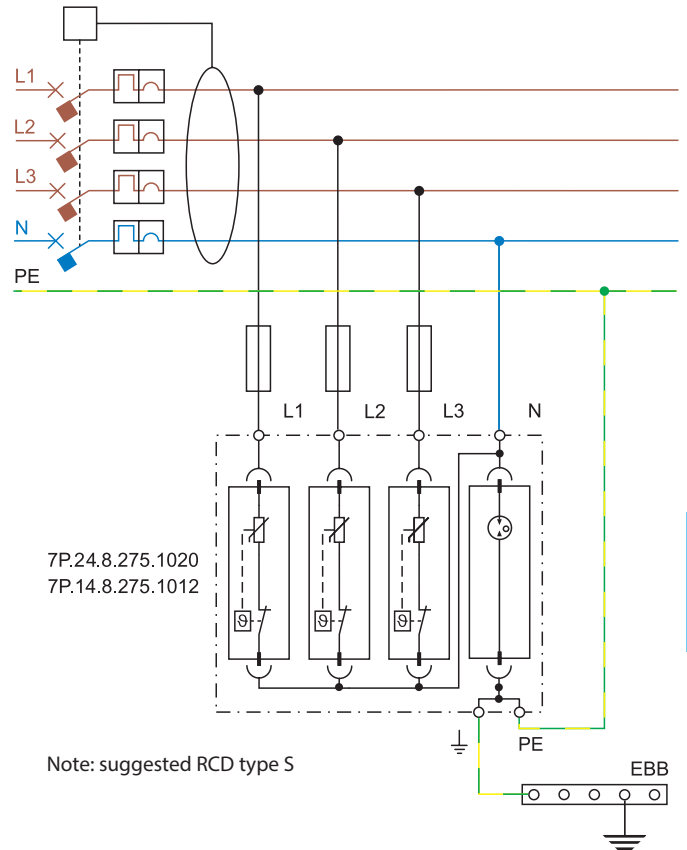 L1
L2
L3
N
PE
L1 L2 L3 N
7P.24.8.275.1020
7P.14.8.275.1012
ϑ ϑ ϑ
PE
Note: suggested RCD type S
EBB